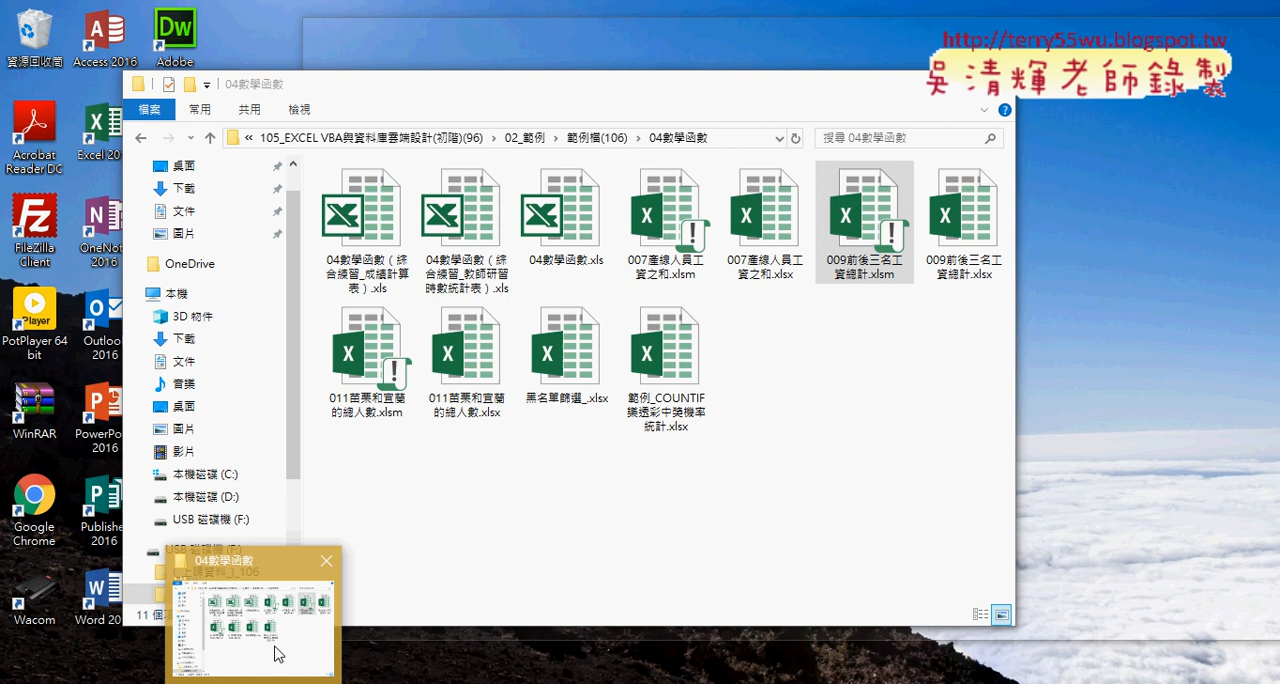 http://terry55wu.blogspot.tw
吳清輝老師錄製
資源回收筒
Access 2016
Adobe
Acrobat
Reader DC
Excel 20
FileZilla
Client
OneNot
2016
PotPlayer 64
bit
Outloo
2016
WinRAR
PowerPo
2016
Google
Chrome
Publishe
2016
Wacom
Word 20
04數學函數
檔案
常用
共用
檢視
« 105_EXCEL VBA與資料庫雲端設計(初階)(96) › 02_範例 › 範例檔(106) › 04數學函數
搜尋 04數學函數
桌面
下載
文件
圖片
OneDrive
本機
3D 物件
下載
文件
音樂
桌面
圖片
影片
本機磁碟 (C:)
本機磁碟 (D:)
USB 磁碟機 (F:)
USB 磁碟機 (F:)
04數學函數（綜
合練習_成績計算
表）.xls
04數學函數（綜
合練習_教師研習
時數統計表）.xls
04數學函數.xls
007產線人員工
資之和.xlsm
007產線人員工
資之和.xlsx
009前後三名工
資總計.xlsm
009前後三名工
資總計.xlsx
011苗栗和宜蘭
的總人數.xlsm
011苗栗和宜蘭
的總人數.xlsx
黑名單篩選_.xlsx
範例_COUNTIF
樂透彩中獎機率
統計.xlsx
11 個
04數學函數